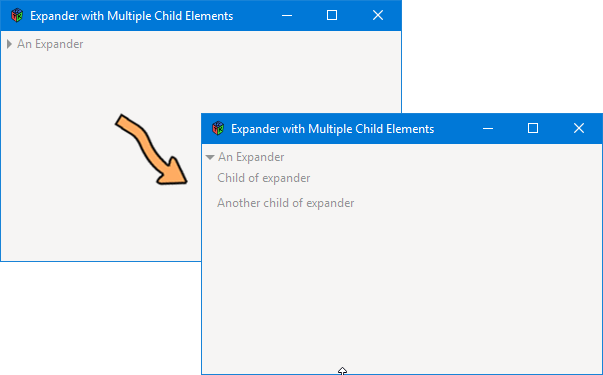 Expander with Multiple Child Elements
An Expander
Expander with Multiple Child Elements
An Expander
Child of expander
Another child of expander